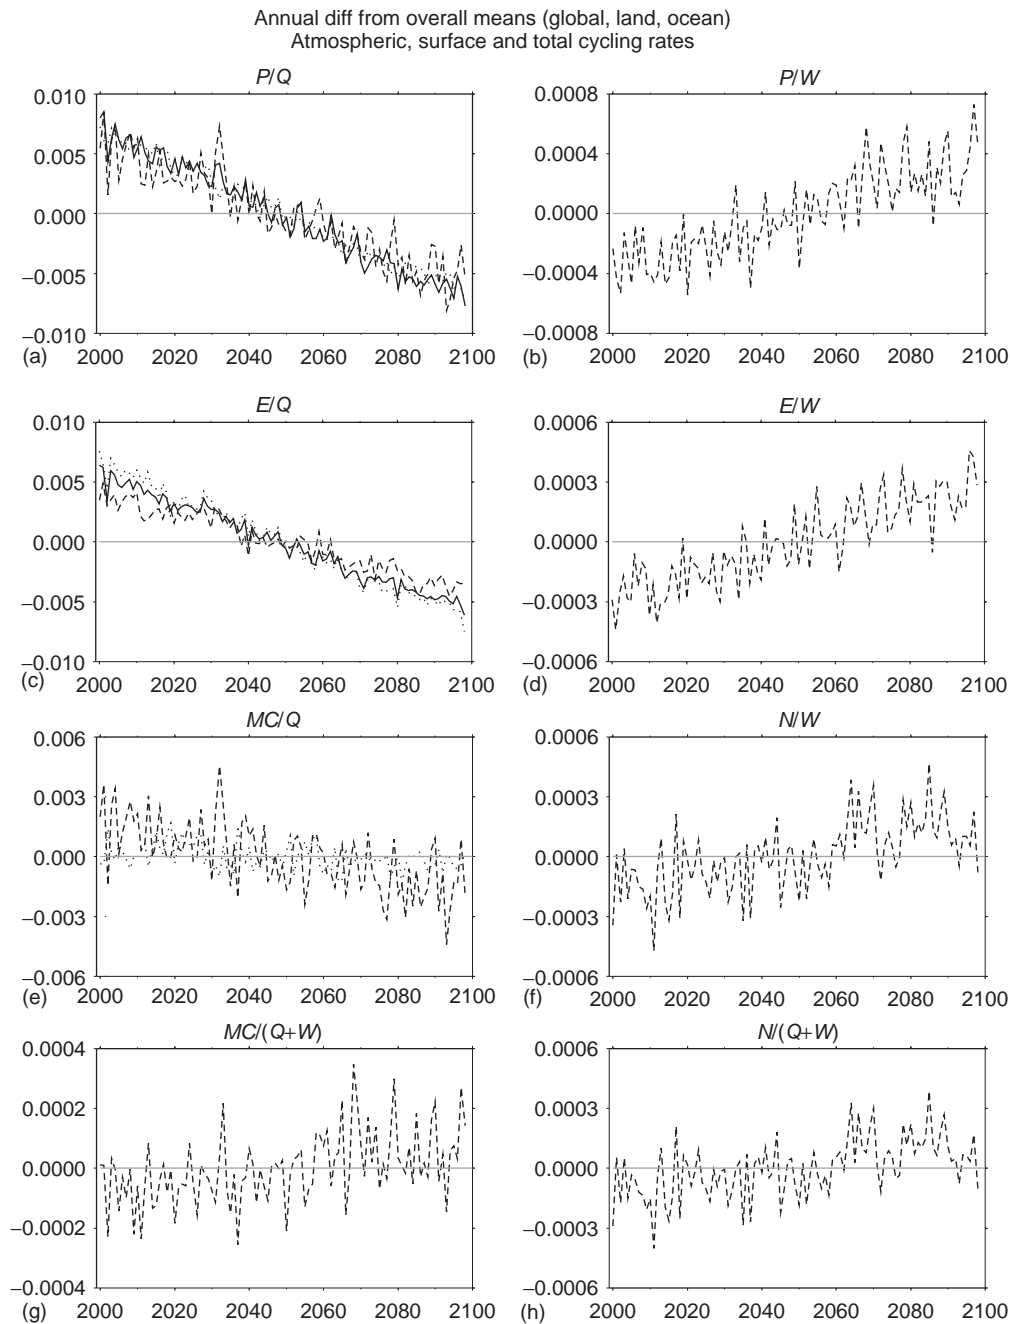 Annual diff from overall means (global, land, ocean)
Atmospheric, surface and total cycling rates
P/Q
0.010
0.005
0.000
−0.005
−0.010
(a)
2000 2020 2040 2060 2080 2100
P/W
0.0008
0.0004
0.0000
−0.0004
−0.0008
(b)
2000 2020 2040 2060 2080 2100
E/Q
0.010
0.005
0.000
−0.005
−0.010
(c)
2000 2020 2040 2060 2080 2100
E/W
0.0006
0.0003
0.0000
−0.0003
−0.0006
(d)
2000 2020 2040 2060 2080 2100
MC/Q
0.006
0.003
0.000
−0.003
−0.006
(e)
2000 2020 2040 2060 2080 2100
N/W
0.0006
0.0003
0.0000
−0.0003
−0.0006
(f)
2000 2020 2040 2060 2080 2100
MC/(Q+W)
0.0004
0.0002
0.0000
−0.0002
−0.0004
(g)
2000 2020 2040 2060 2080 2100
N/(Q+W)
0.0006
0.0003
0.0000
−0.0003
−0.0006
(h)
2000 2020 2040 2060 2080 2100